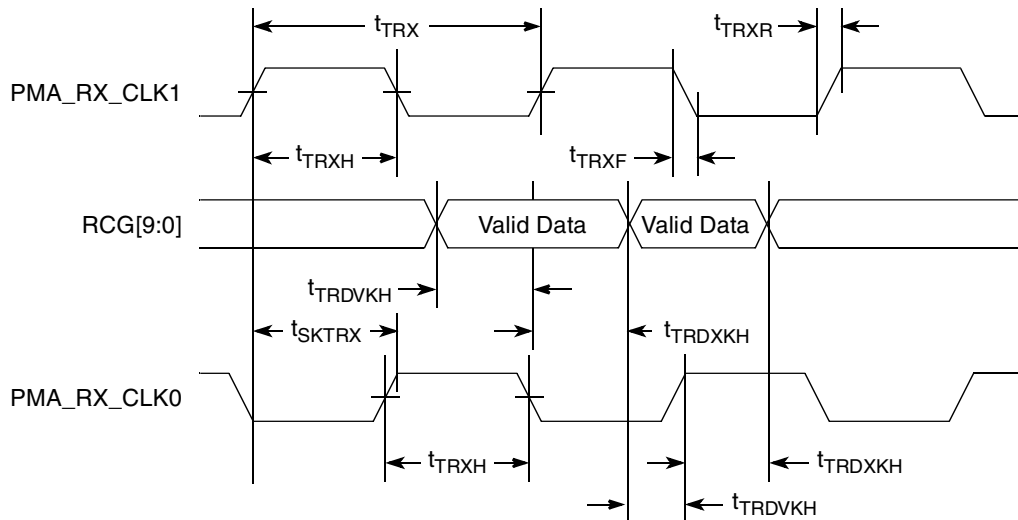 tTRX
tTRXR
PMA_RX_CLK1
tTRXH
tTRXF
RCG[9:0]
Valid Data
Valid Data
tTRDVKH
tSKTRX
tTRDXKH
PMA_RX_CLK0
tTRXH
tTRDXKH
tTRDVKH